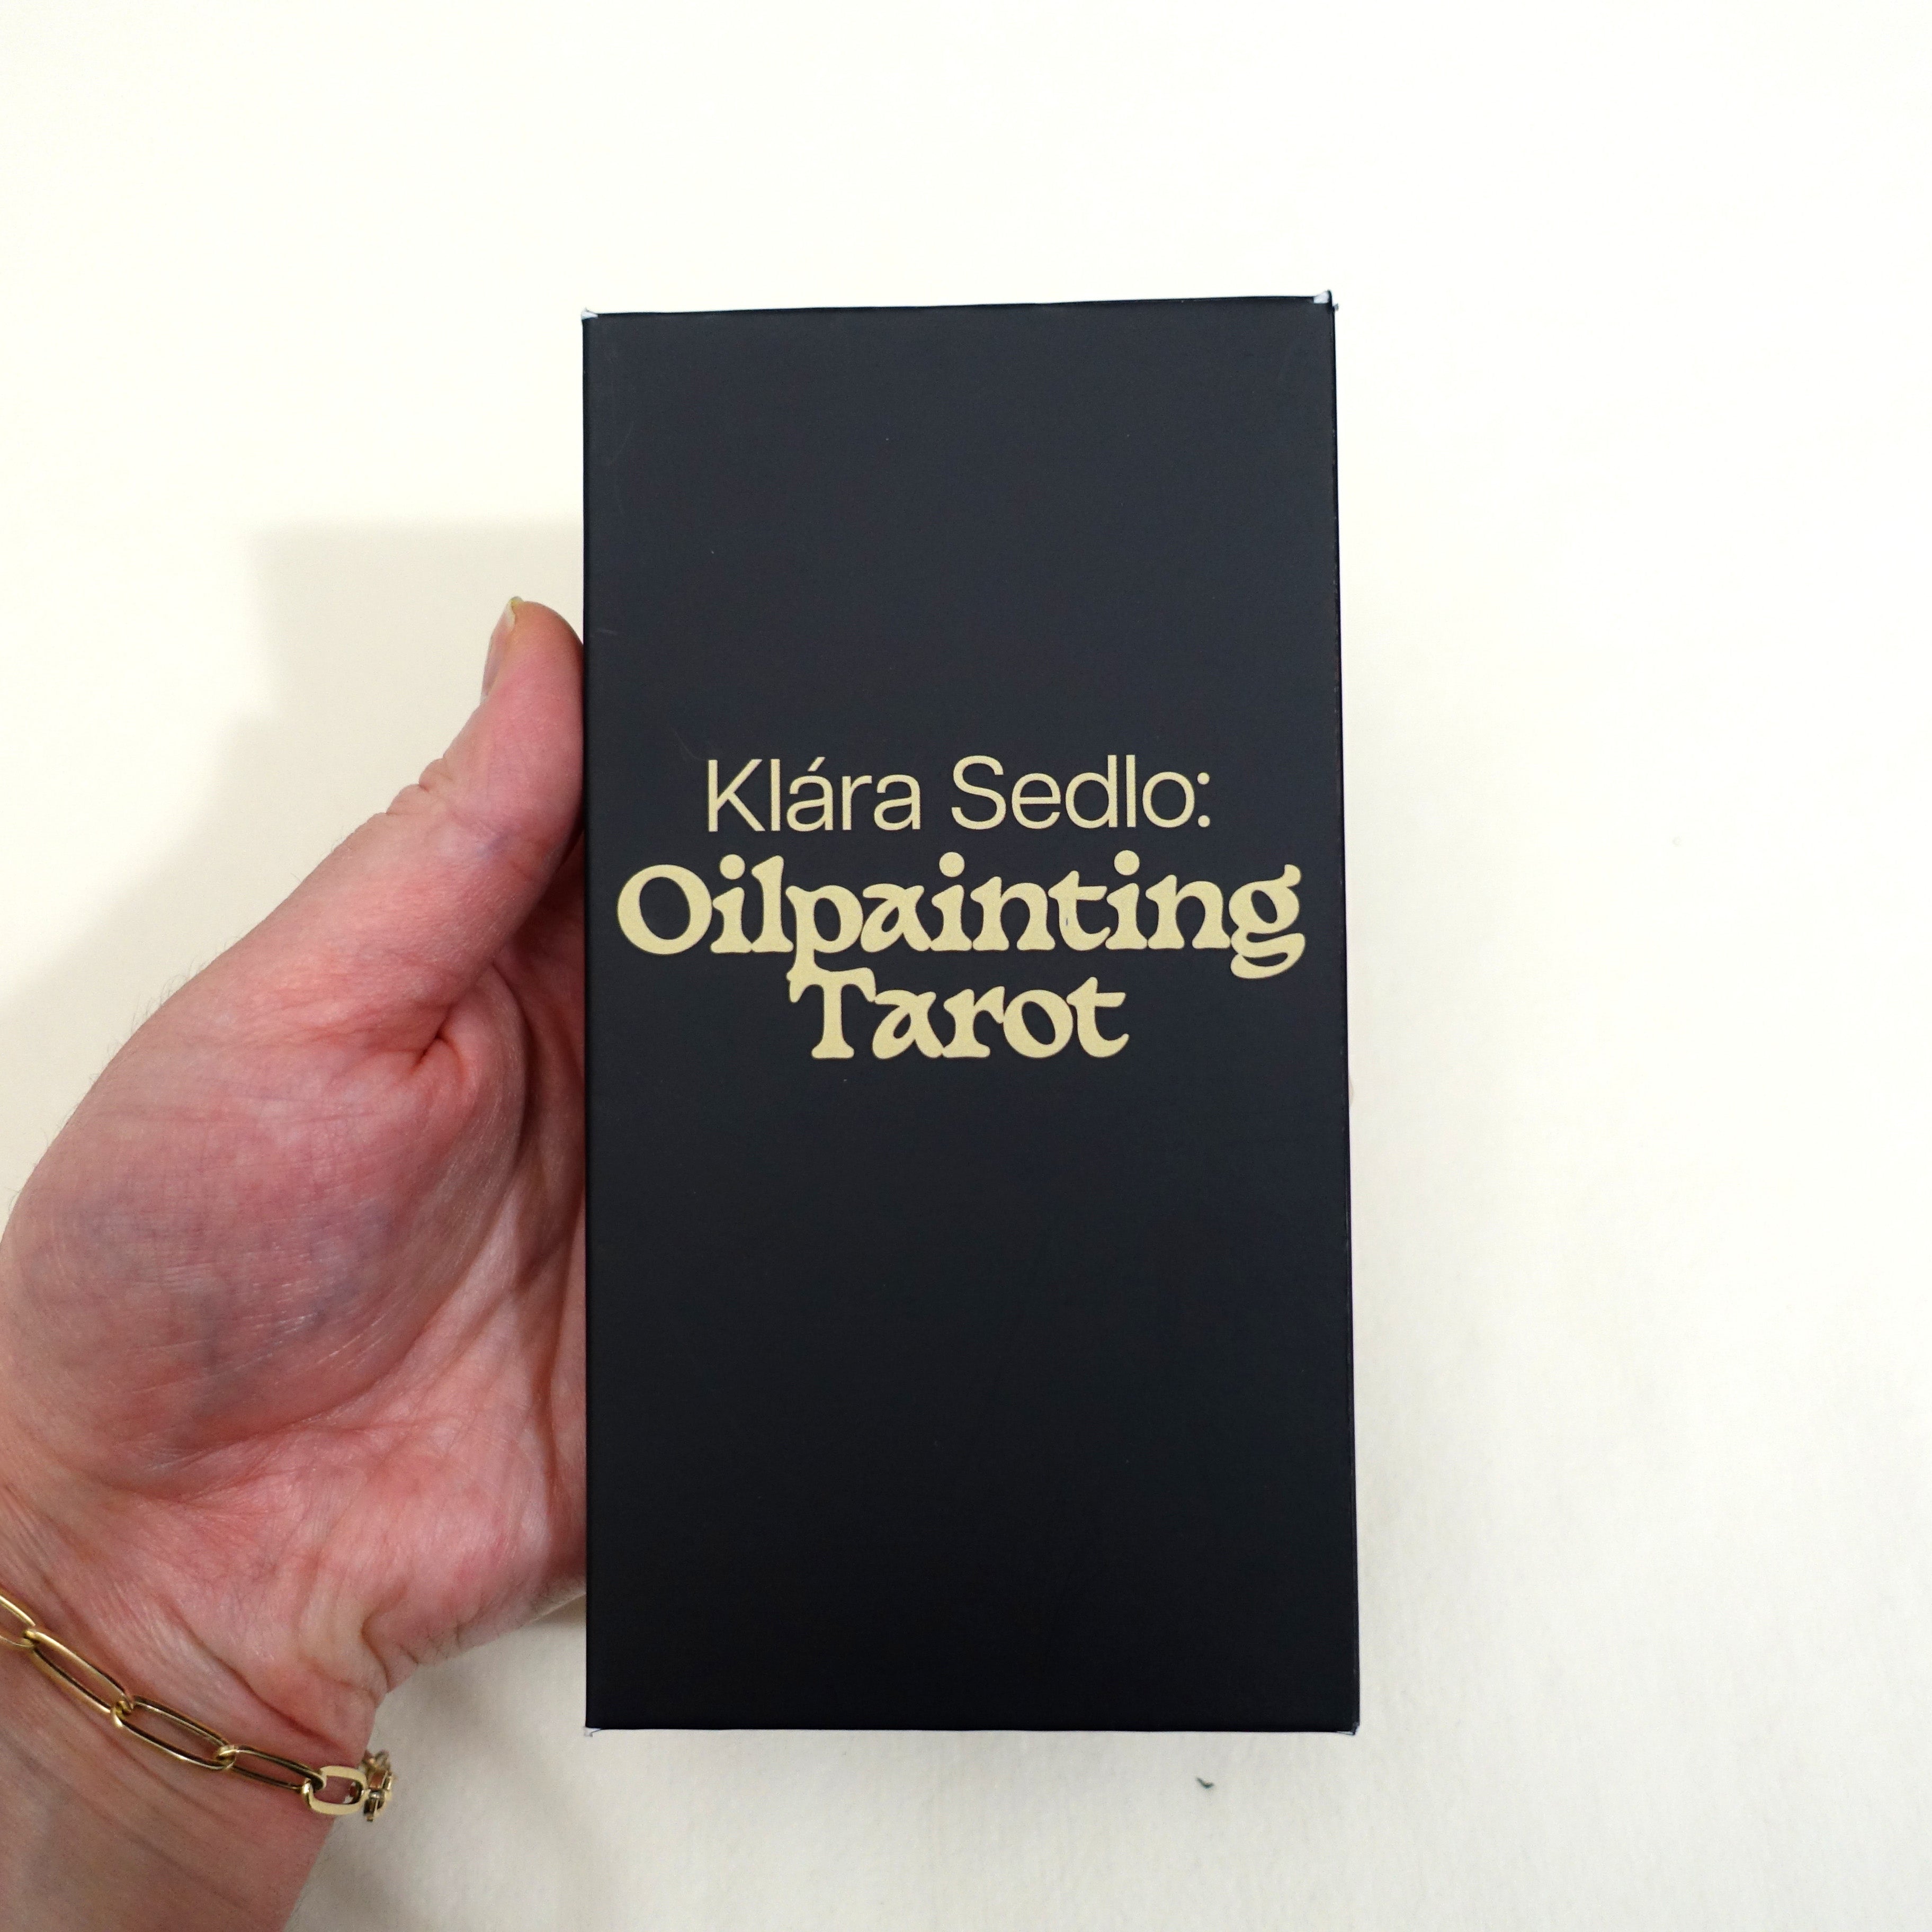 Klára Sedlo:
Oilpainting
Tarot